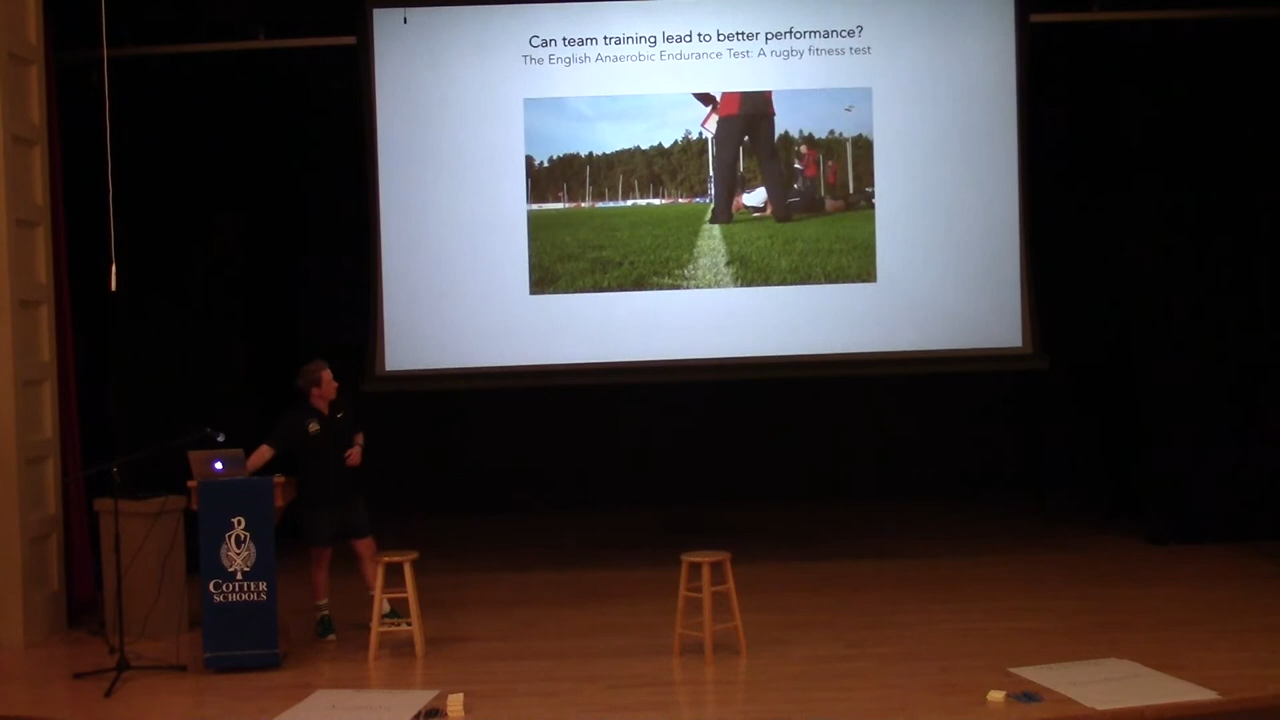 Can team training lead to better performance?
The English Anaerobic Endurance Test: A rugby fitness test
COTTER
SCHOOLS